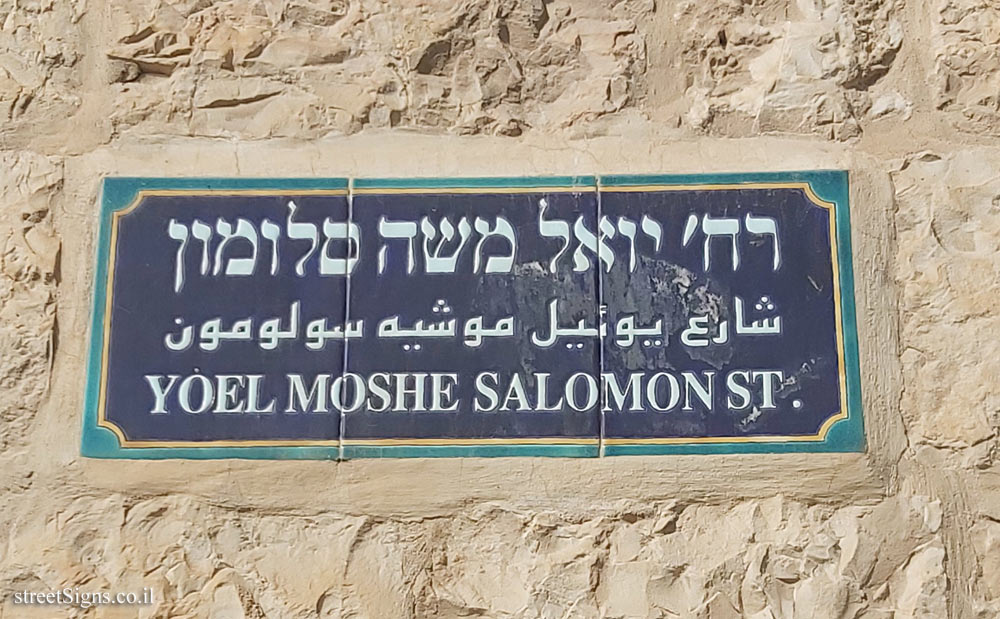 רח׳ יואל משה סלומון
شارع يوئيل موشيه سولومون
YOEL MOSHE SALOMON ST.
streetSigns.co.il